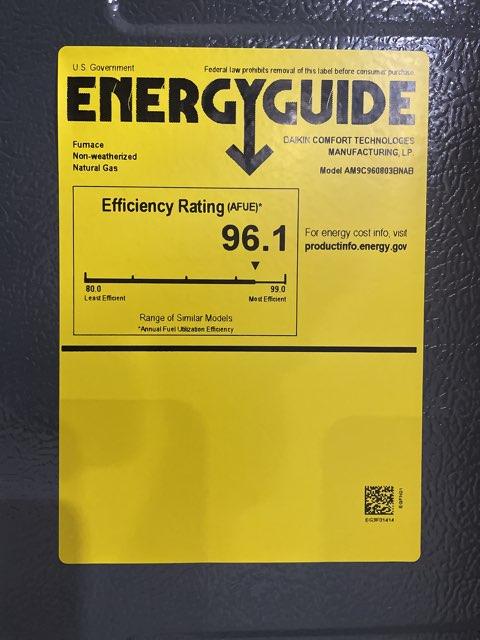 U.S. Government
Federal law prohibits removal of this label before consumer purchase.
ENERGYGUIDE
Furnace
Non-weatherized
Natural Gas
DAIKIN COMFORT TECHNOLOGIES
MANUFACTURING, LP.
Model AM9C960803BNAB
Efficiency Rating (AFUE)*
96.1
For energy cost info, visit
productinfo.energy.gov
80.0 99.0
Least Efficient Most Efficient
Range of Similar Models
*Annual Fuel Utilization Efficiency